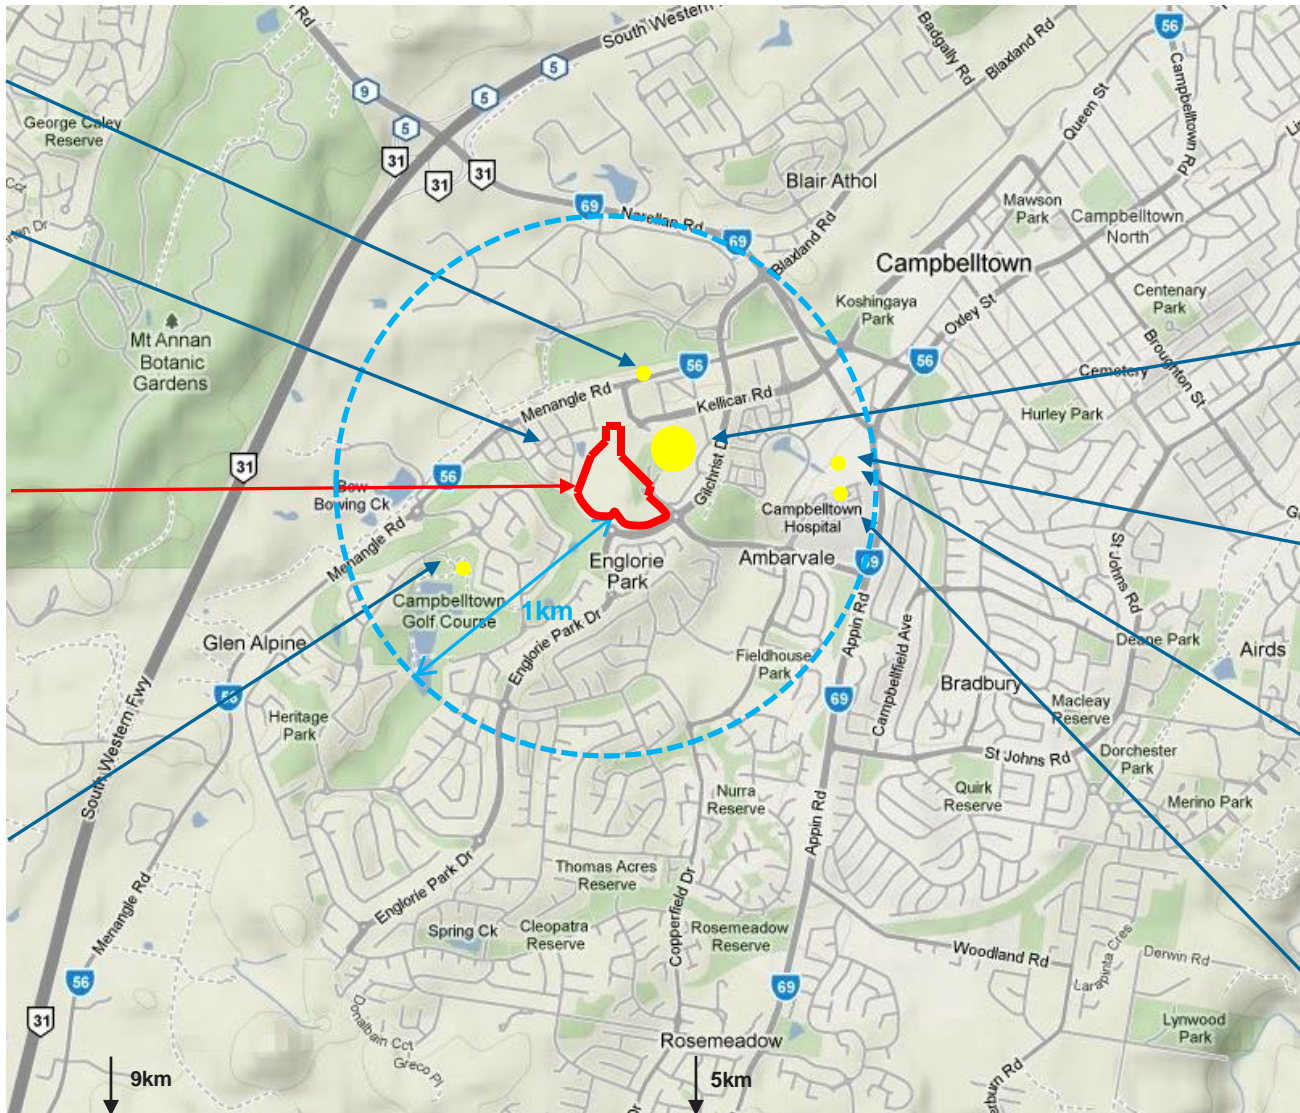 South Western
Badgally Rd
Blaxland Rd
56
Campbelltown Rd
Rd
5
9
5
5
31
31
31
George Caley
Reserve
Queen St
Blair Athol
Mawson
Park
Campbelltown
North
69
Narellan Rd
69
Blaxland Rd
Campbelltown
Koshingaya
Park
Oxley St
Centenary
Park
Mt Annan
Botanic
Gardens
Broughton St
56
56
Cemetery
Menangle Rd
Kellicar Rd
Hurley Park
31
56
Bow
Bowing Ck
Gilchrist D
Campbelltown
Hospital
Menangle Rd
Englorie
Park
Ambarvale
69
St Johns Rd
Campbelltown
Golf Course
1km
Englorie Park Dr
Appin Rd
Campbellfield Ave
Glen Alpine
Fieldhouse
Park
Deane Park
Airds
South Western Fwy
56
Heritage
Park
69
Bradbury
Macleay
Reserve
St Johns Rd
Dorchester
Park
Nurra
Reserve
Quirk
Reserve
Merino Park
Appin Rd
Menangle Rd
Englorie Park Dr
Thomas Acres
Reserve
Copperfield Dr
Spring Ck
Cleopatra
Reserve
Rosemeadow
Reserve
Woodland Rd
Larapinta Cres
Derwin Rd
56
69
31
Donalbain Cct
Greco Pl
Rosemeadow
Lynwood
Park
9km
5km
Dr
erburn Rd